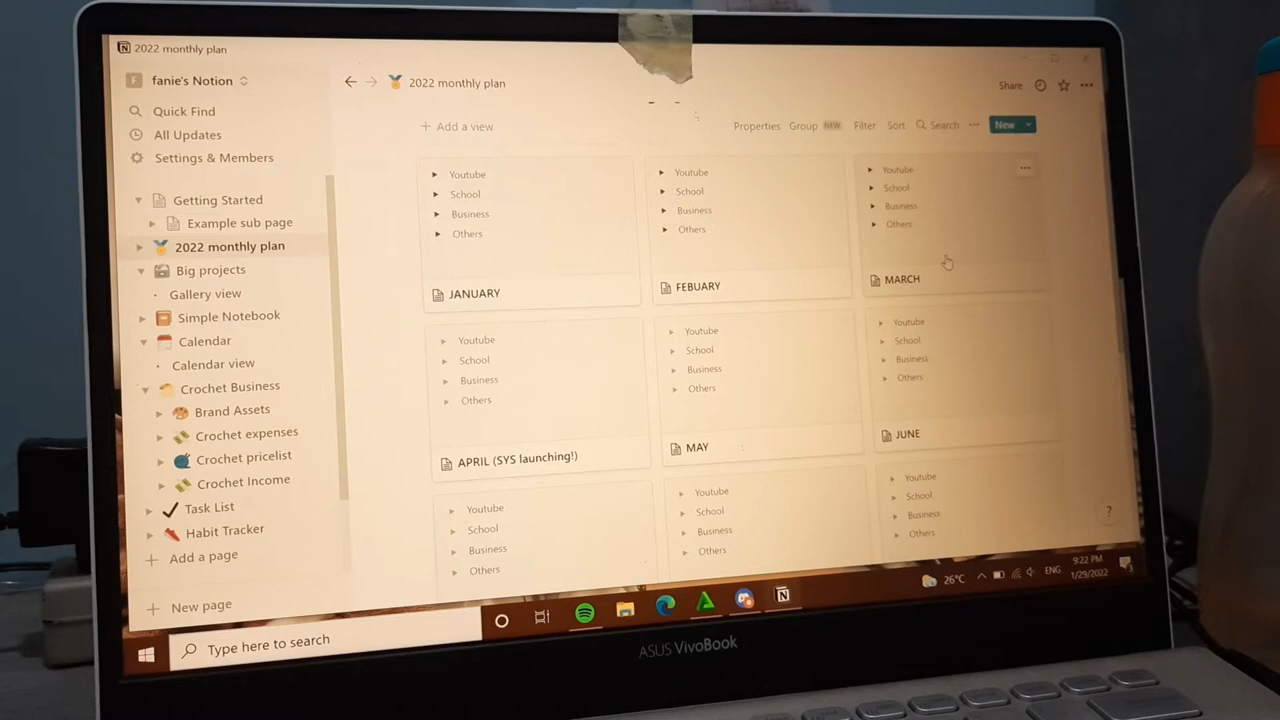 2022 monthly plan
F fanie's Notion
Quick Find
All Updates
Settings & Members
Getting Started
Example sub page
2022 monthly plan
Big projects
Gallery view
Simple Notebook
Calendar
Calendar view
Crochet Business
Brand Assets
Crochet expenses
Crochet pricelist
Crochet Income
Task List
Habit Tracker
Add a page
New page
2022 monthly plan
Share
Add a view
Properties Group NEW Filter Sort Search New
Youtube
School
Business
Others
JANUARY
Youtube
School
Business
Others
FEBUARY
Youtube
School
Business
Others
MARCH
Youtube
School
Business
Others
APRIL (SYS launching!)
Youtube
School
Business
Others
MAY
Youtube
School
Business
Others
JUNE
Youtube
School
Business
Others
Youtube
School
Business
Others
Youtube
School
Business
Others
?
Type here to search
26°C
ENG
9:22 PM
1/29/2022
ASUS VivoBook